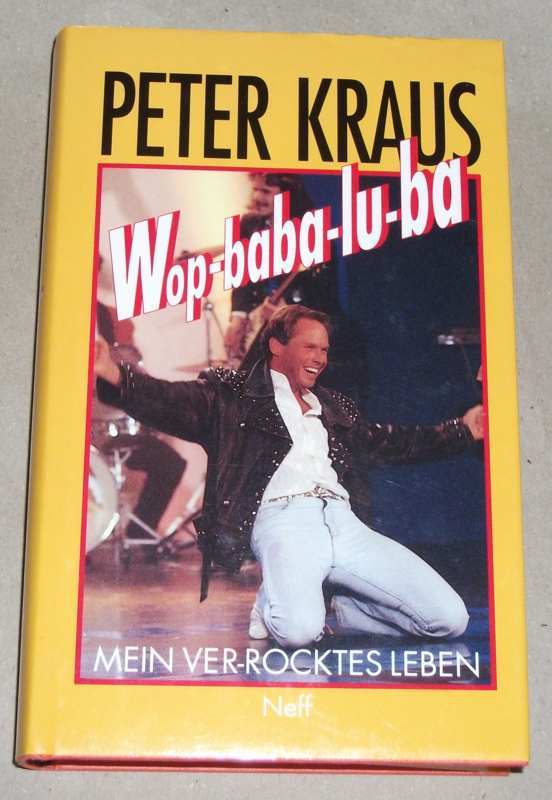 PETER KRAUS
Wop-baba-lu-ba
MEIN VER-ROCKTES LEBEN
Neff